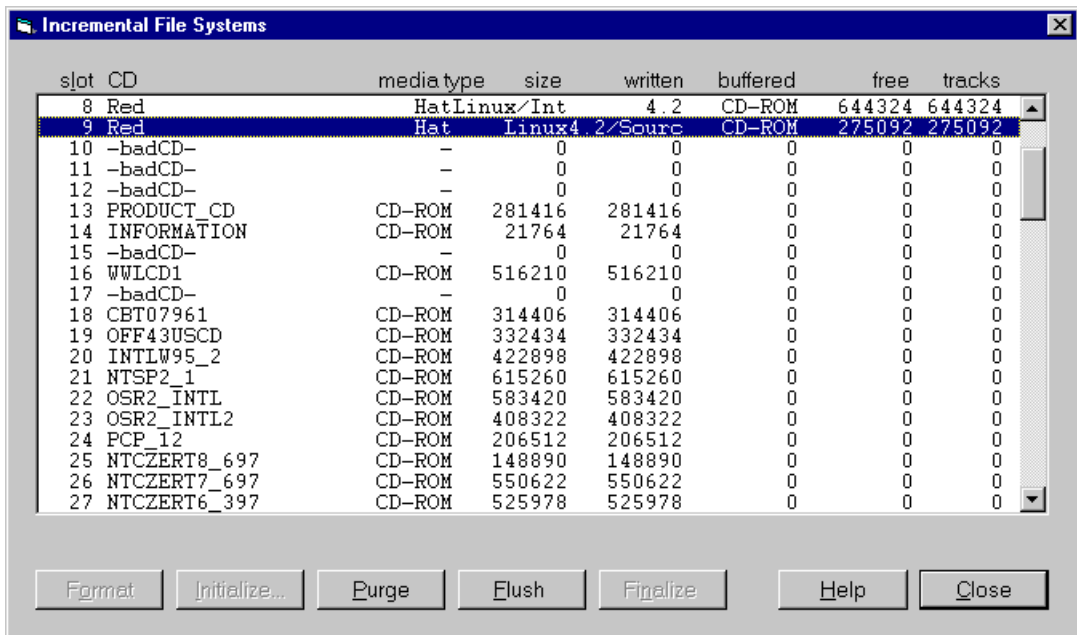 Incremental File Systems
slot CD media type size written buffered free tracks
8 Red HatLinux/Int 4.2 CD-ROM 644324 644324
9 Red Hat Linux4.2/Sourc CD-ROM 275092 275092
10 -badCD- - 0 0 0 0 0
11 -badCD- - 0 0 0 0 0
12 -badCD- - 0 0 0 0 0
13 PRODUCT_CD CD-ROM 281416 281416 0 0 0
14 INFORMATION CD-ROM 21764 21764 0 0 0
15 -badCD- - 0 0 0 0 0
16 WWLCD1 CD-ROM 516210 516210 0 0 0
17 -badCD- - 0 0 0 0 0
18 CBT07961 CD-ROM 314406 314406 0 0 0
19 OFF43USCD CD-ROM 332434 332434 0 0 0
20 INTLW95_2 CD-ROM 422898 422898 0 0 0
21 NTSP2_1 CD-ROM 615260 615260 0 0 0
22 OSR2_INTL CD-ROM 583420 583420 0 0 0
23 OSR2_INTL2 CD-ROM 408322 408322 0 0 0
24 PCP_12 CD-ROM 206512 206512 0 0 0
25 NTCZERT8_697 CD-ROM 148890 148890 0 0 0
26 NTCZERT7_697 CD-ROM 550622 550622 0 0 0
27 NTCZERT6_397 CD-ROM 525978 525978 0 0 0
Format Initialize... Purge Flush Finalize Help Close